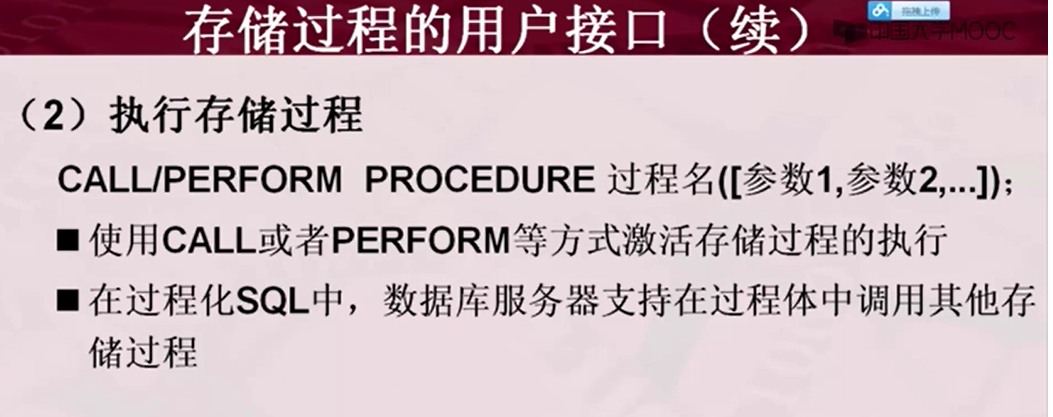 存储过程的用户接口（续）
拖拽上传
中国大学MOOC
（2）执行存储过程
CALL/PERFORM PROCEDURE 过程名([参数1,参数2,...])；
■使用CALL或者PERFORM等方式激活存储过程的执行
■在过程化SQL中，数据库服务器支持在过程体中调用其他存
储过程